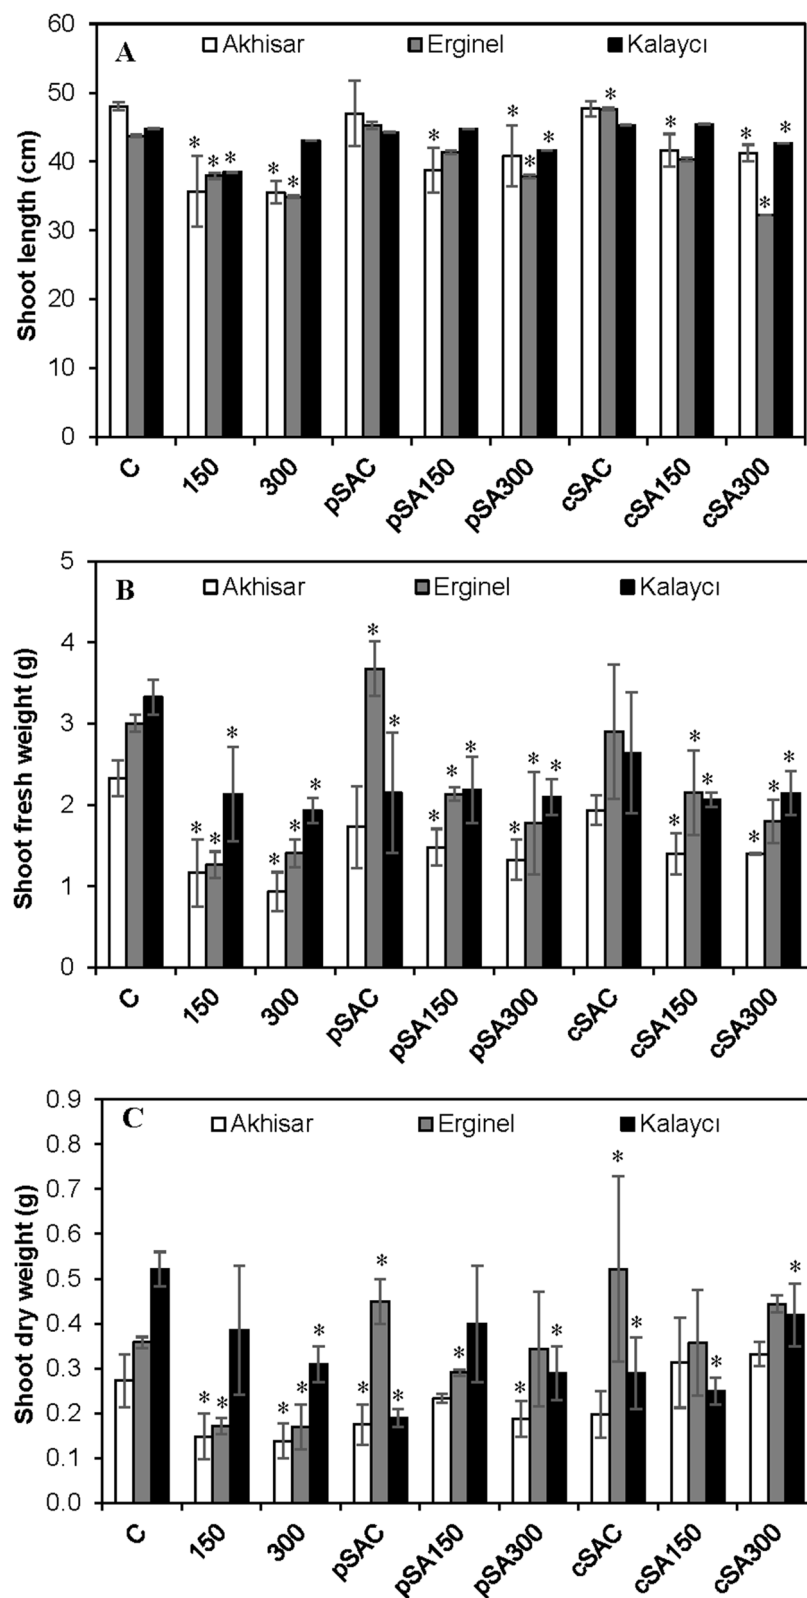 A
Akhisar Erginel Kalaycı
Shoot length (cm)
60
50
40
30
20
10
0
* * * * * * * * * * * * * *
C 150 300 pSAC pSA150 pSA300 cSAC cSA150 cSA300
B
Akhisar Erginel Kalaycı
Shoot fresh weight (g)
5
4
3
2
1
0
* * * * * * * * * * * * * * * * * * * *
C 150 300 pSAC pSA150 pSA300 cSAC cSA150 cSA300
C
Akhisar Erginel Kalaycı
Shoot dry weight (g)
0.9
0.8
0.7
0.6
0.5
0.4
0.3
0.2
0.1
0.0
* * * * * * * * * * * * * * *
C 150 300 pSAC pSA150 pSA300 cSAC cSA150 cSA300